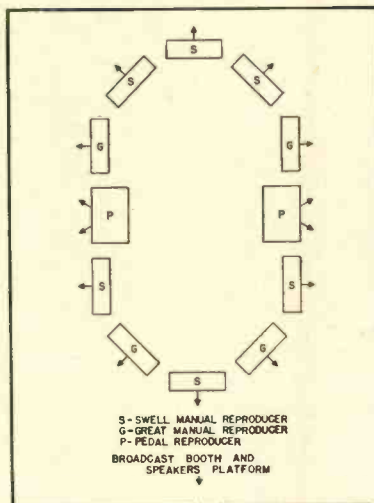 S
S
S
G
G
P
P
S
S
G
G
S
S-SWELL MANUAL REPRODUCER
G-GREAT MANUAL REPRODUCER
P-PEDAL REPRODUCER
BROADCAST BOOTH AND
SPEAKERS PLATFORM